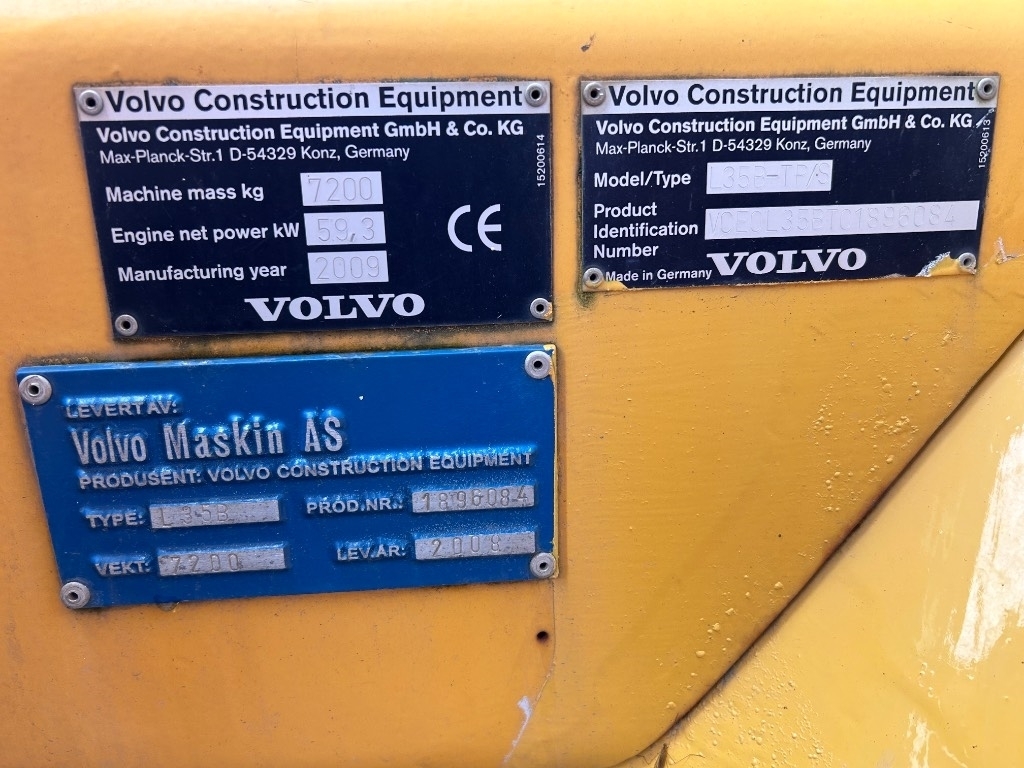 Volvo Construction Equipment
Volvo Construction Equipment GmbH & Co. KG
Max-Planck-Str.1 D-54329 Konz, Germany
Machine mass kg 7200
Engine net power kW 59,3
Manufacturing year 2009
CE
VOLVO
15200614
Volvo Construction Equipment
Volvo Construction Equipment GmbH & Co. KG
Max-Planck-Str.1 D-54329 Konz, Germany
Model/Type L35B-TP/S
Product
Identification VCE0L35BTC1896084
Number
Made in Germany VOLVO
15200613
LEVERT AV:
Volvo Maskin AS
PRODUSENT: VOLVO CONSTRUCTION EQUIPMENT
TYPE: L 35B PROD.NR.: 1896084
VEKT: 7200 LEV.ÅR: 2008